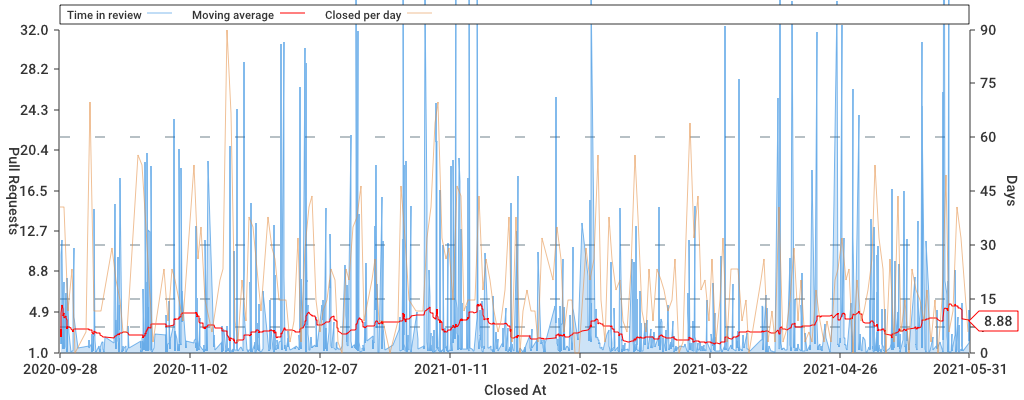 Time in review Moving average Closed per day
32.0 90
28.2 75
24.3 60
20.4 45
16.5 30
12.7 15
8.8 8.88
4.9 0
1.0
Pull Requests
Days
2020-09-28 2020-11-02 2020-12-07 2021-01-11 2021-02-15 2021-03-22 2021-04-26 2021-05-31
Closed At